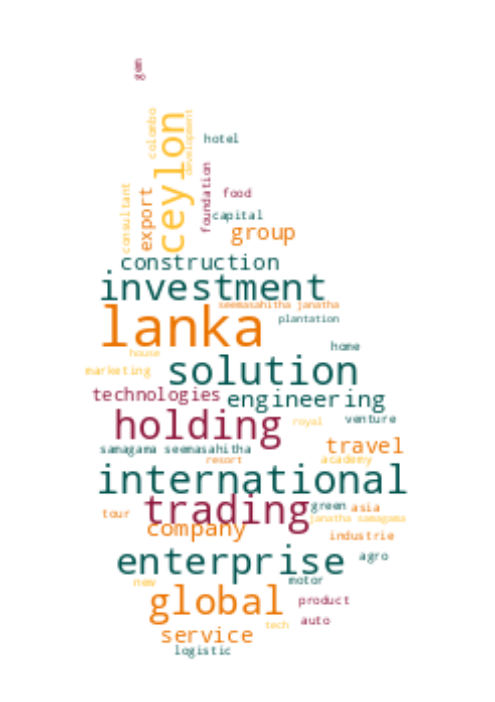 gem
hotel
colombo
development
ceylon
consultant
export
foundation
food
capital
group
construction
investment
seemasahitha janatha
lanka
plantation
home
house
solution
marketing
technologies
engineering
holding
royal
venture
travel
samagama seemasahitha
resort
academy
international
trading
green
asia
tour
janatha samagama
company
industrie
enterprise
agro
motor
new
global
product
tech
auto
service
logistic